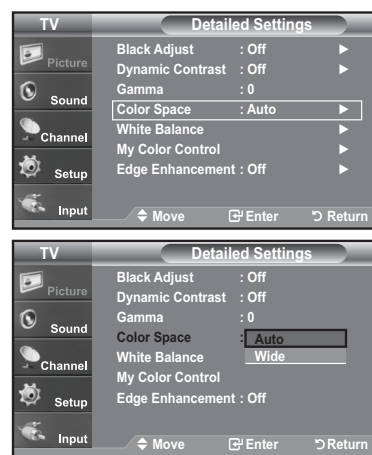 TV
Detailed Settings
Picture
Sound
Channel
Setup
Input
Black Adjust : Off ►
Dynamic Contrast : Off ►
Gamma : 0
Color Space : Auto ►
White Balance ►
My Color Control ►
Edge Enhancement : Off ►
Move Enter Return
TV
Detailed Settings
Picture
Sound
Channel
Setup
Input
Black Adjust : Off
Dynamic Contrast : Off
Gamma : 0
Color Space : Auto
Wide
White Balance
My Color Control
Edge Enhancement : Off
Move Enter Return